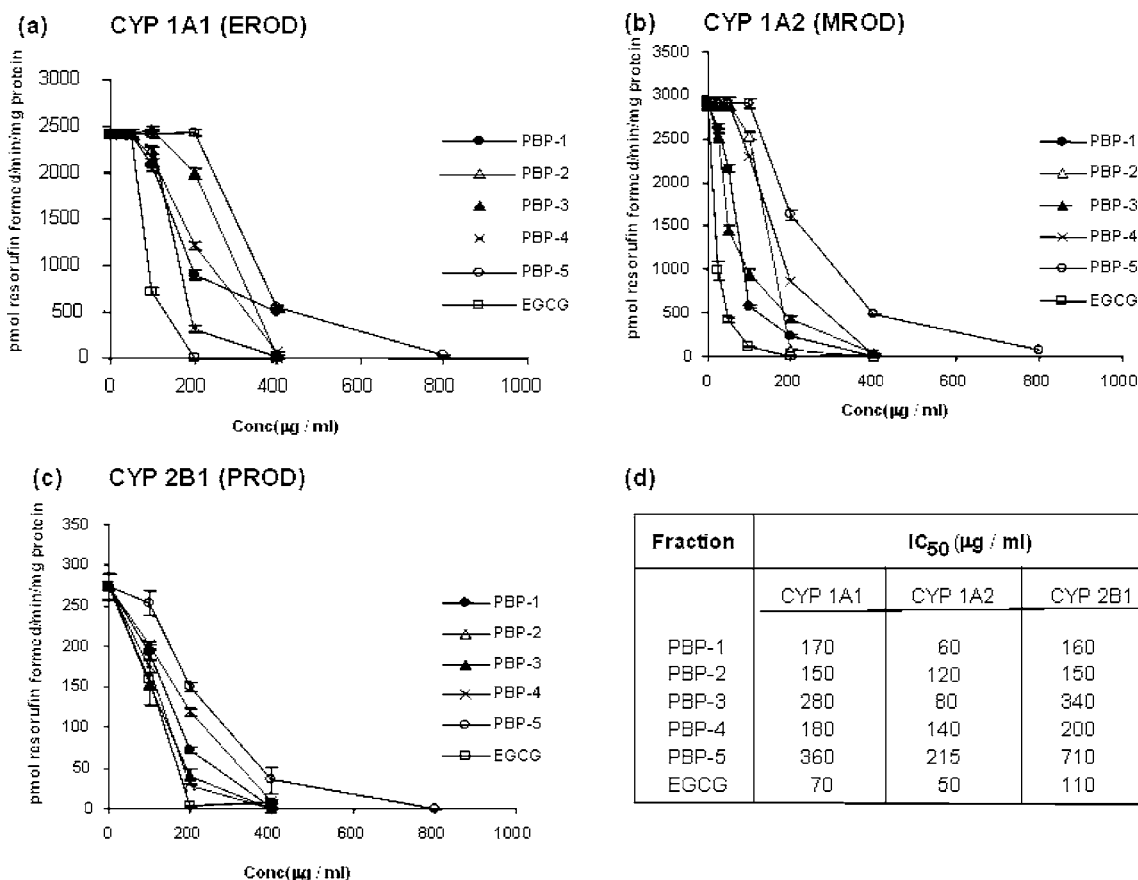 (a) CYP 1A1 (EROD)
pmol resorufin formed/min/mg protein
3000
2500
2000
1500
1000
500
0
0 200 400 600 800 1000
Conc(µg / ml)
PBP-1
PBP-2
PBP-3
PBP-4
PBP-5
EGCG
(b) CYP 1A2 (MROD)
pmol resorufin formed/min/mg protein
3500
3000
2500
2000
1500
1000
500
0
0 200 400 600 800 1000
Conc(µg / ml)
PBP-1
PBP-2
PBP-3
PBP-4
PBP-5
EGCG
(c) CYP 2B1 (PROD)
pmol resorufin formed/min/mg protein
350
300
250
200
150
100
50
0
0 200 400 600 800 1000
Conc(µg / ml)
PBP-1
PBP-2
PBP-3
PBP-4
PBP-5
EGCG
(d)
Fraction IC50 (µg / ml)
CYP 1A1 CYP 1A2 CYP 2B1
PBP-1 170 60 160
PBP-2 150 120 150
PBP-3 280 80 340
PBP-4 180 140 200
PBP-5 360 215 710
EGCG 70 50 110